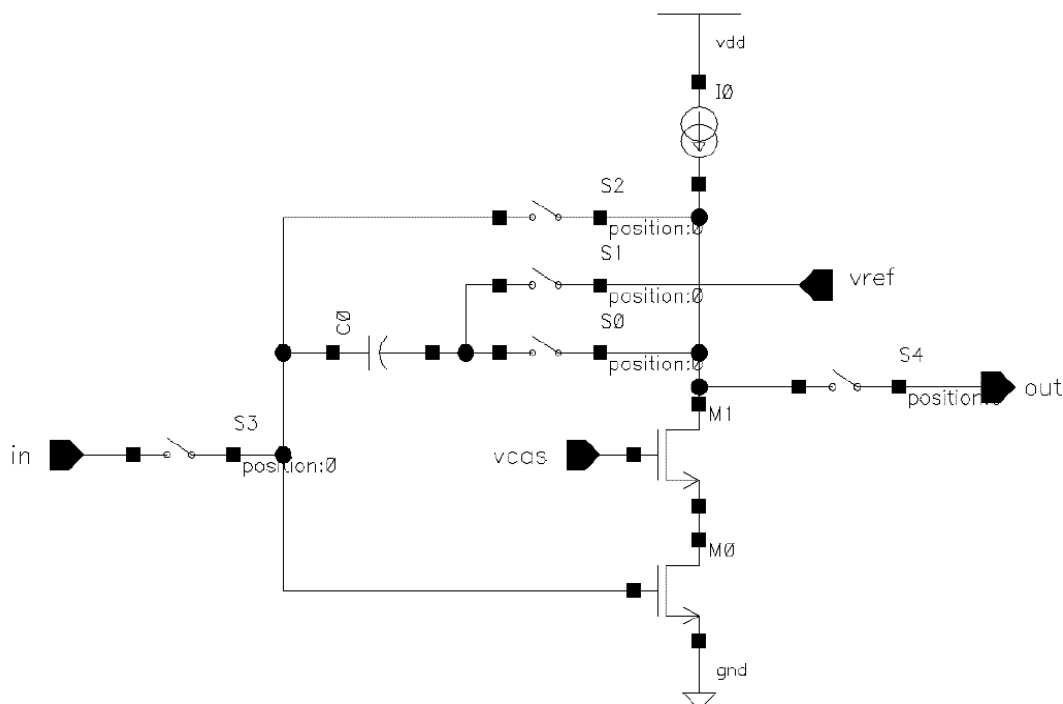 vdd
I0
S2
position:0
S1
vref
position:0
C0
S0
position:0
S4
out
M1
S3
in
vcas
position:0
M0
gnd